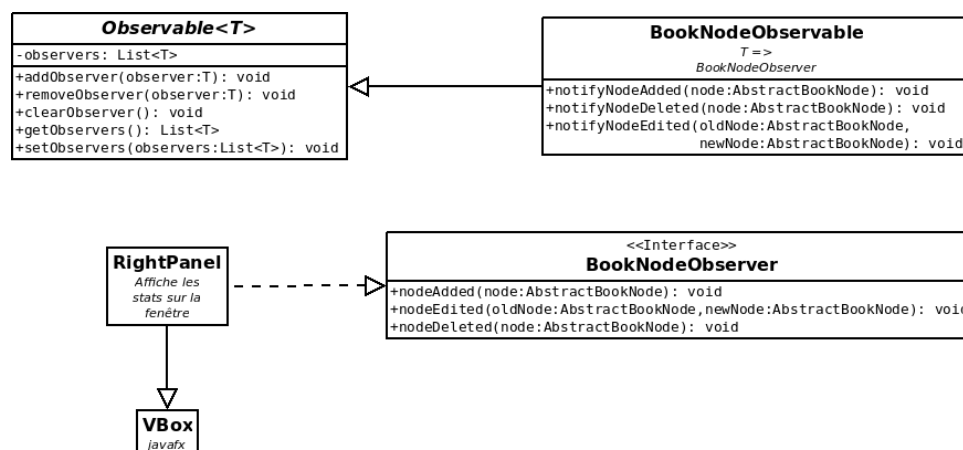 Observable<T>
-observers: List<T>
+addObserver(observer:T): void
+removeObserver(observer:T): void
+clearObserver(): void
+getObservers(): List<T>
+setObservers(observers:List<T>): void
BookNodeObservable
T =>
BookNodeObserver
+notifyNodeAdded(node:AbstractBookNode): void
+notifyNodeDeleted(node:AbstractBookNode): void
+notifyNodeEdited(oldNode:AbstractBookNode,
newNode:AbstractBookNode): void
RightPanel
Affiche les
stats sur la
fenêtre
<<Interface>>
BookNodeObserver
+nodeAdded(node:AbstractBookNode): void
+nodeEdited(oldNode:AbstractBookNode,newNode:AbstractBookNode): void
+nodeDeleted(node:AbstractBookNode): void
VBox
javafx